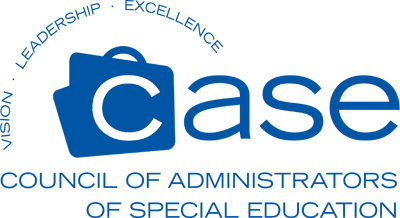 VISION · LEADERSHIP · EXCELLENCE
case
COUNCIL OF ADMINISTRATORS
OF SPECIAL EDUCATION